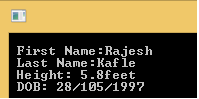 First Name:Rajesh
Last Name:Kafle
Height: 5.8feet
DOB: 28/105/1997